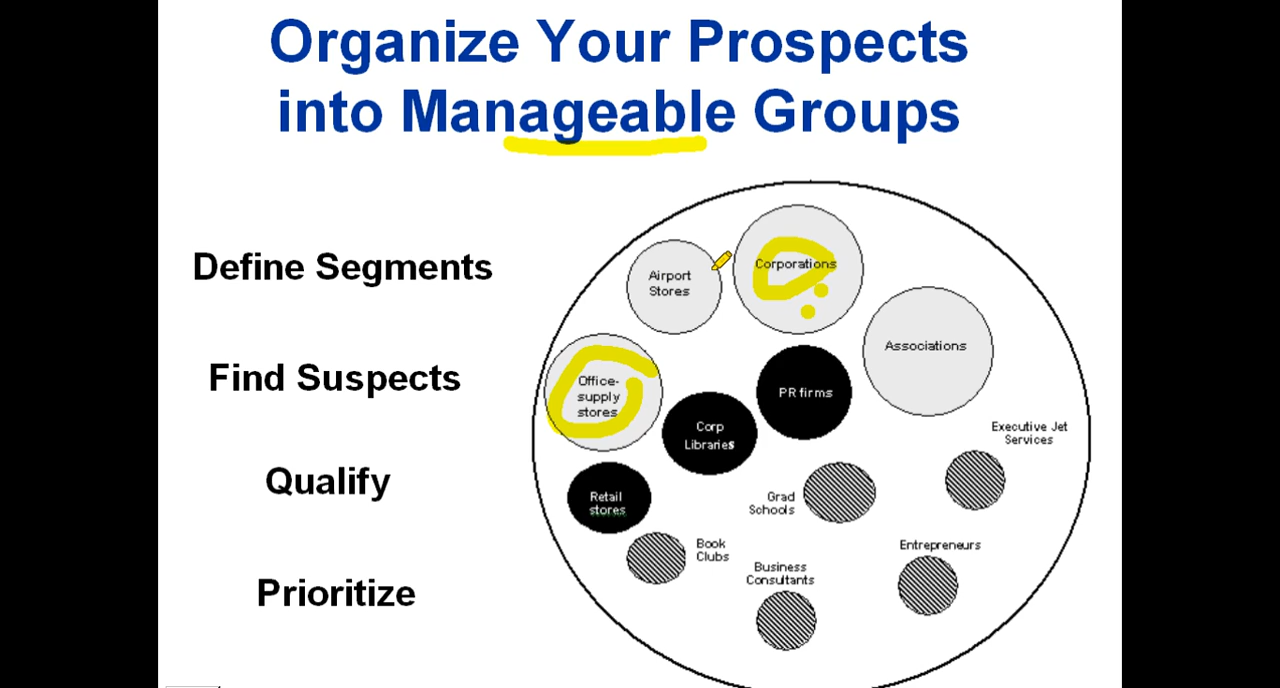 Organize Your Prospects
into Manageable Groups
Define Segments
Find Suspects
Qualify
Prioritize
Airport
Stores
Corporations
Associations
Office-
supply
stores
PR firms
Corp
Libraries
Executive Jet
Services
Retail
stores
Grad
Schools
Book
Clubs
Business
Consultants
Entrepreneurs